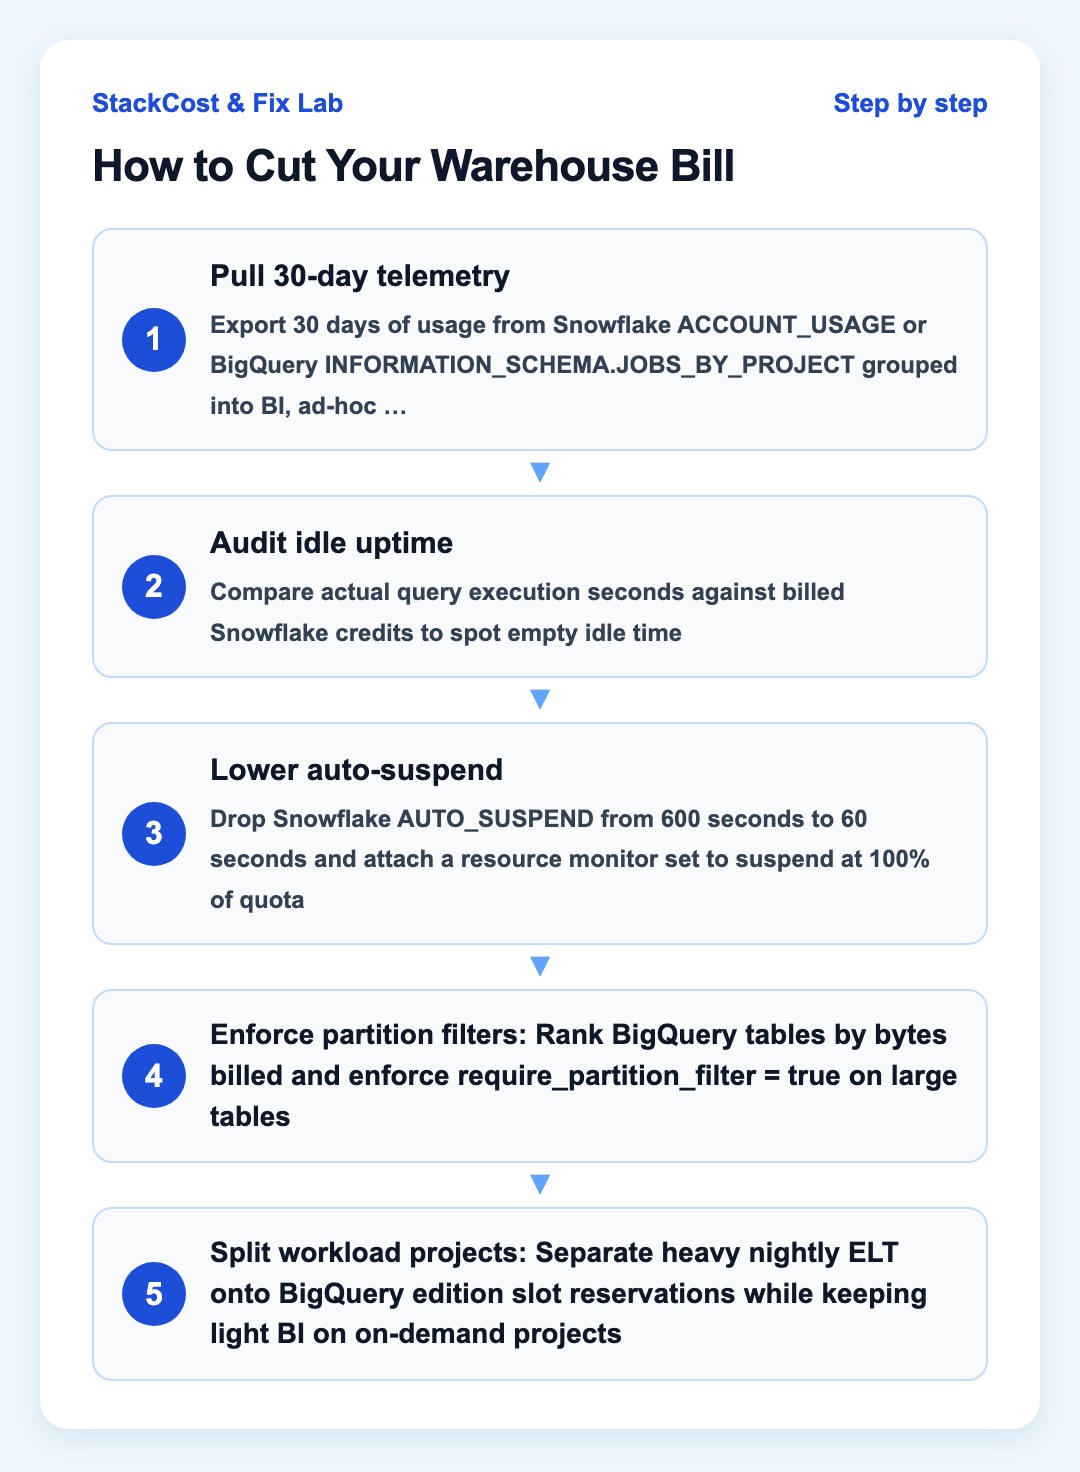 StackCost & Fix Lab
Step by step
How to Cut Your Warehouse Bill
1
Pull 30-day telemetry
Export 30 days of usage from Snowflake ACCOUNT_USAGE or
BigQuery INFORMATION_SCHEMA.JOBS_BY_PROJECT grouped
into BI, ad-hoc …
2
Audit idle uptime
Compare actual query execution seconds against billed
Snowflake credits to spot empty idle time
3
Lower auto-suspend
Drop Snowflake AUTO_SUSPEND from 600 seconds to 60
seconds and attach a resource monitor set to suspend at 100%
of quota
4
Enforce partition filters: Rank BigQuery tables by bytes
billed and enforce require_partition_filter = true on large
tables
5
Split workload projects: Separate heavy nightly ELT
onto BigQuery edition slot reservations while keeping
light BI on on-demand projects